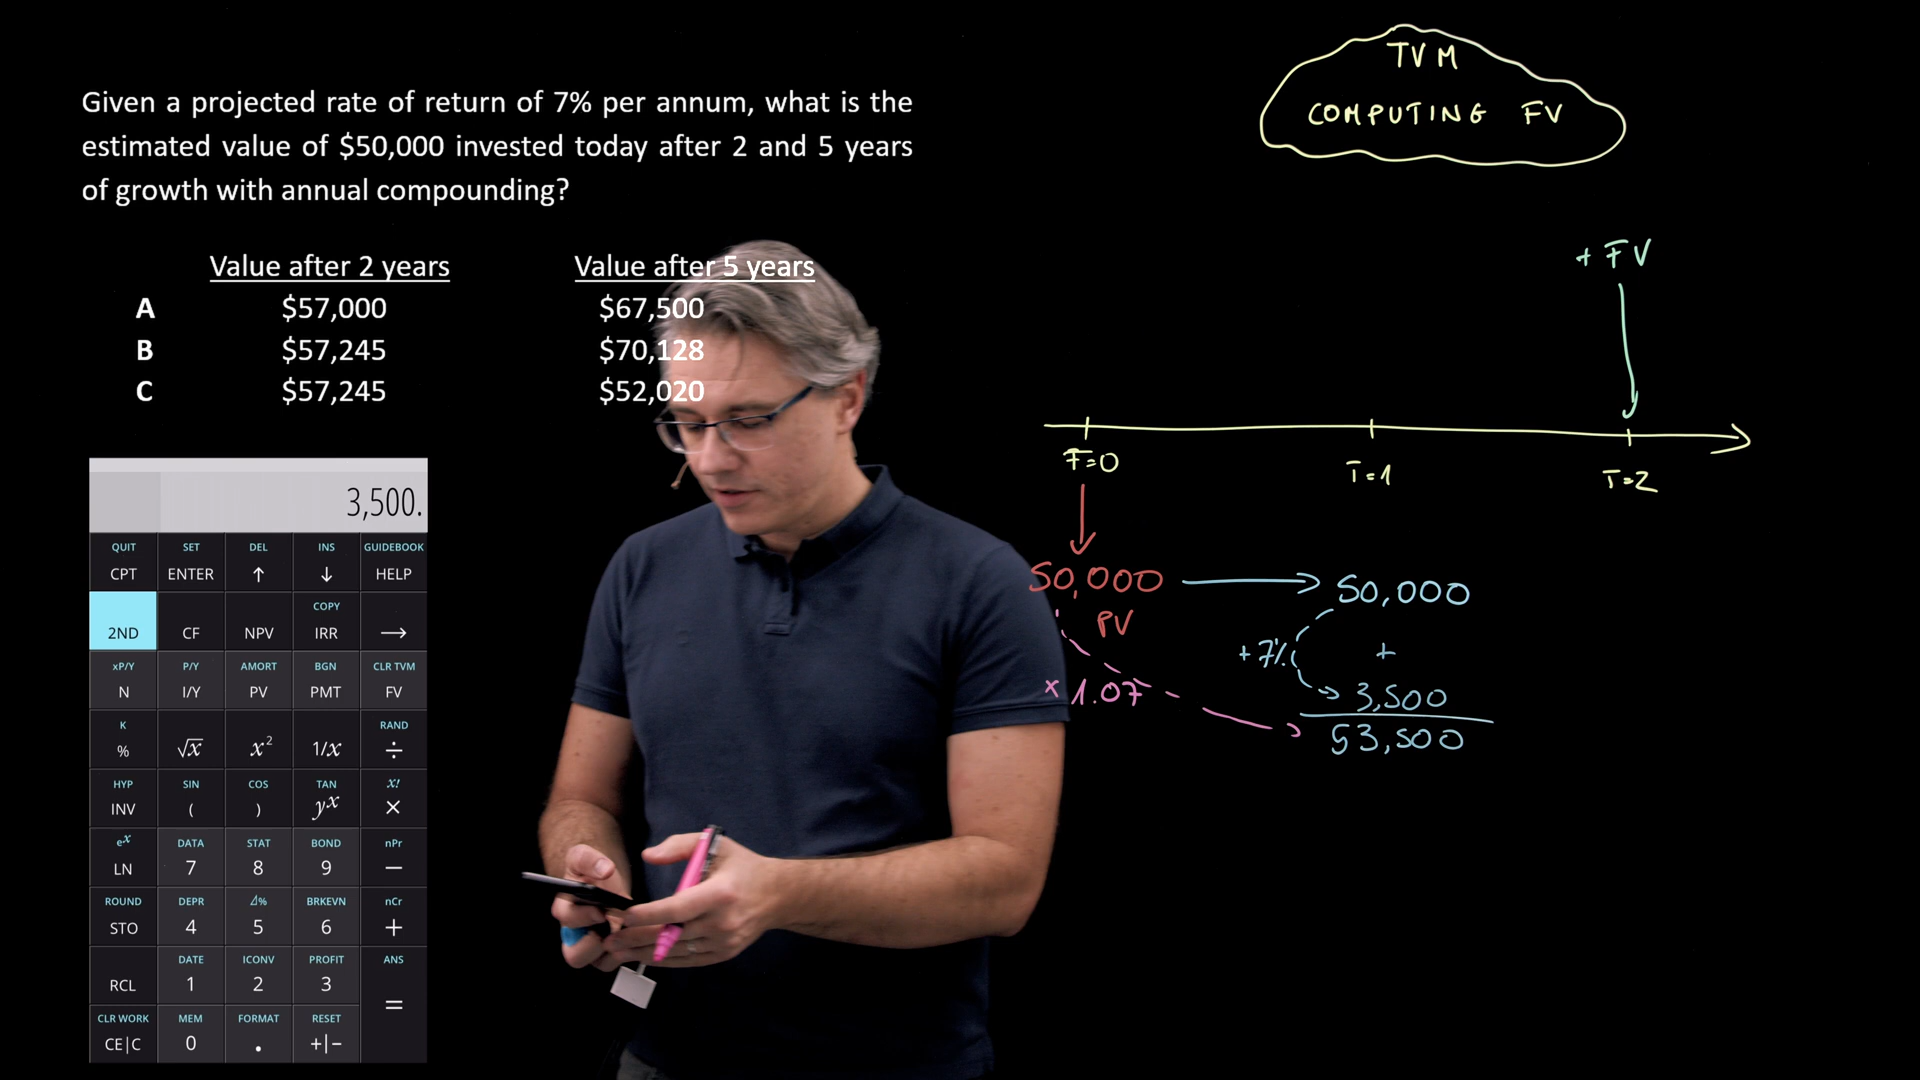 Given a projected rate of return of 7% per annum, what is the
estimated value of $50,000 invested today after 2 and 5 years
of growth with annual compounding?
Value after 2 years Value after 5 years
A $57,000 $67,500
B $57,245 $70,128
C $57,245 $52,020
3,500.
QUIT SET DEL INS GUIDEBOOK
CPT ENTER ↑ ↓ HELP
COPY
2ND CF NPV IRR →
xP/Y P/Y AMORT BGN CLR TVM
N I/Y PV PMT FV
K RAND
% √x x² 1/x ÷
HYP SIN COS TAN x!
INV ( ) yˣ ×
eˣ DATA STAT BOND nPr
LN 7 8 9 −
ROUND DEPR Δ% BRKEVN nCr
STO 4 5 6 +
DATE ICONV PROFIT ANS
RCL 1 2 3 =
CLR WORK MEM FORMAT RESET
CE|C 0 . +|−
TVM
COMPUTING FV
+ FV
T=0 T=1 T=2
50,000 → 50,000
PV
+7% +
× 1.07 3,500
53,500